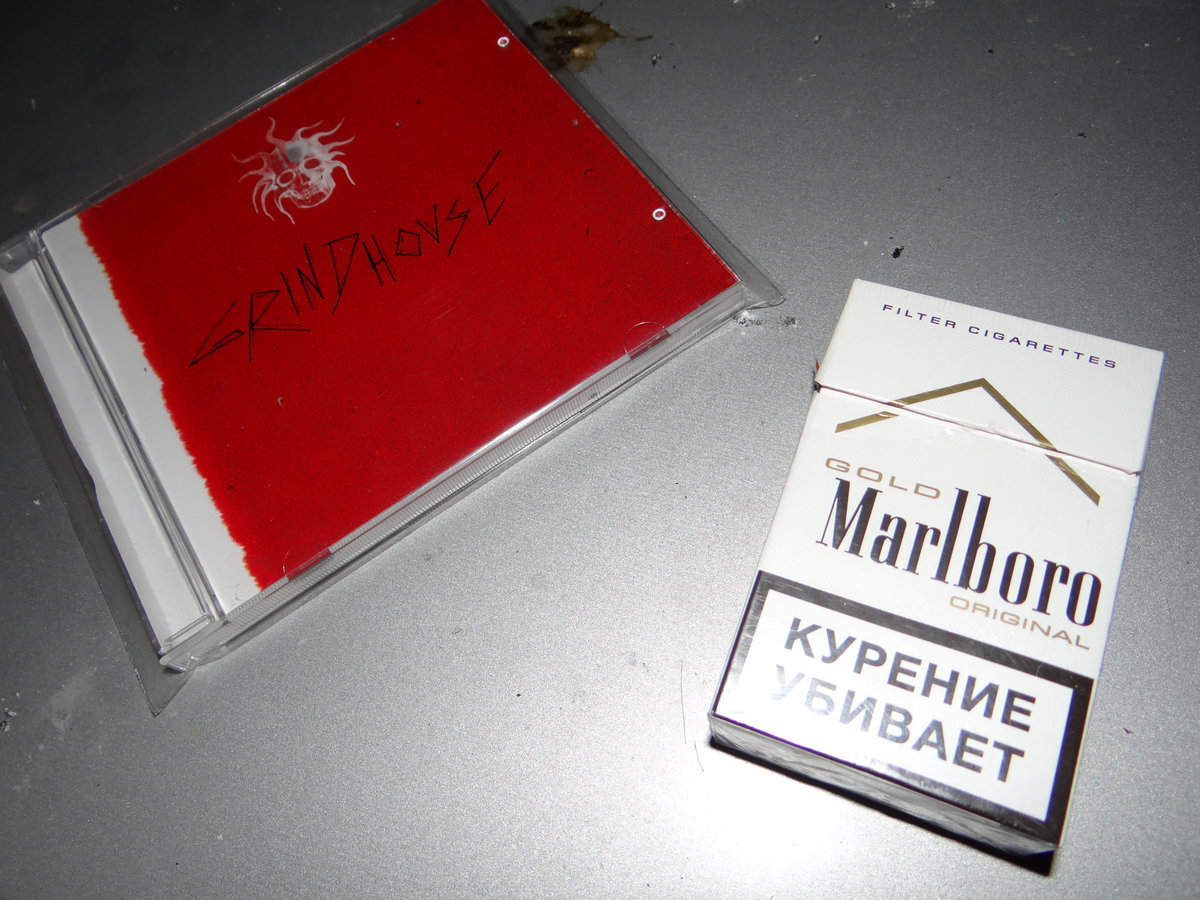 GRINDHOUSE
FILTER CIGARETTES
GOLD
Marlboro
ORIGINAL
КУРЕНИЕ
УБИВАЕТ